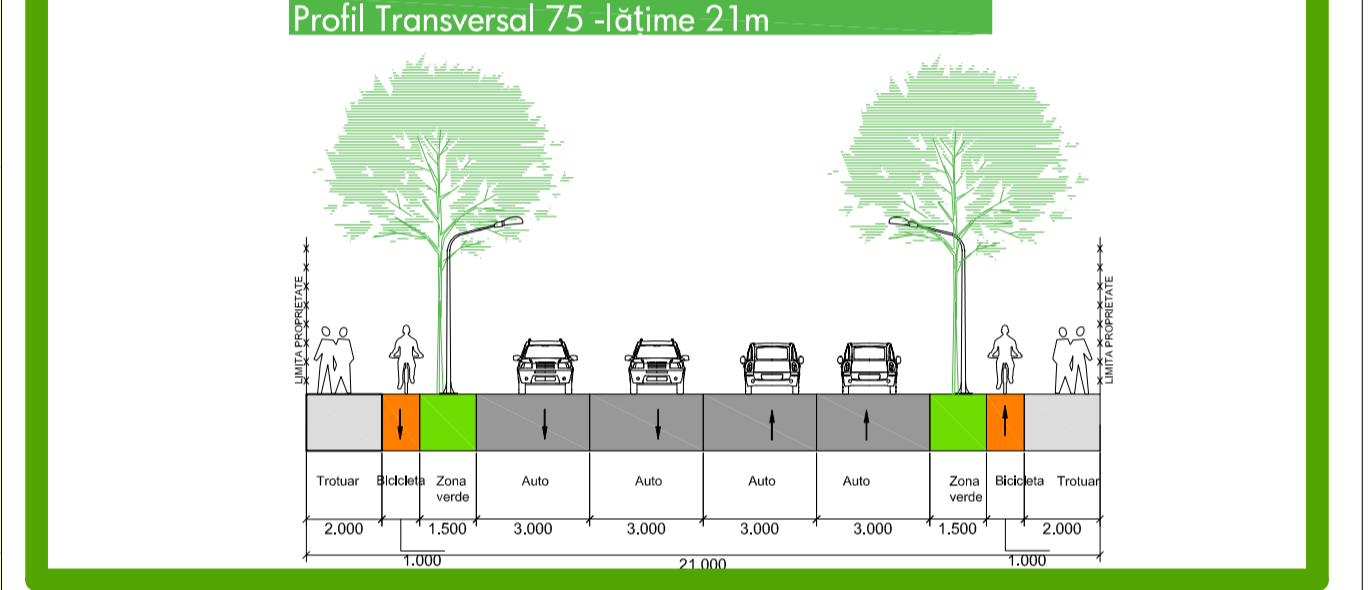 Profil Transversal 75 -lățime 21m
LIMITA PROPRIETATE
LIMITA PROPRIETATE
Trotuar Bicicleta Zona verde Auto Auto Auto Auto Zona verde Bicicleta Trotuar
2.000 1.500 3.000 3.000 3.000 3.000 1.500 2.000
1.000 21.000 1.000